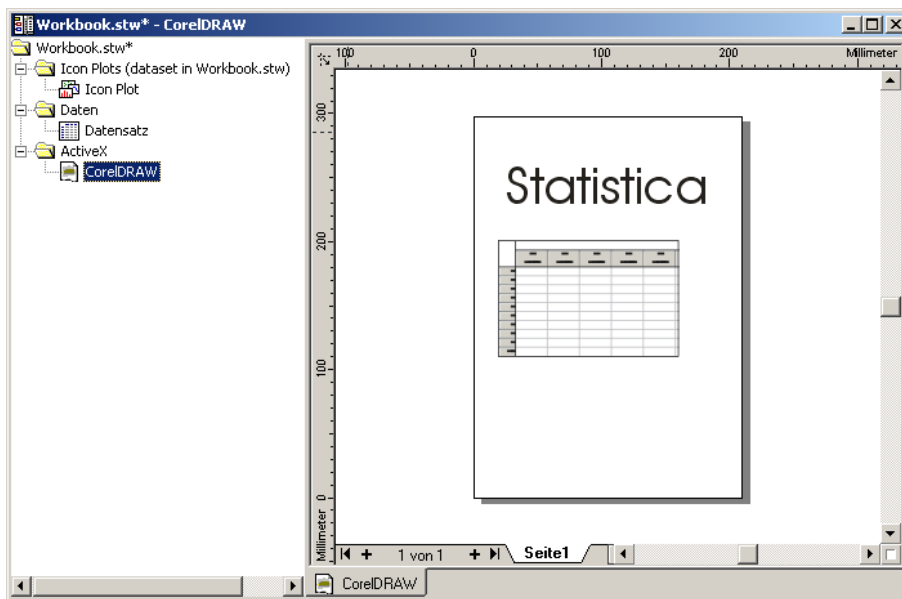 Workbook.stw* - CorelDRAW
Workbook.stw*
Icon Plots (dataset in Workbook.stw)
Icon Plot
Daten
Datensatz
ActiveX
CorelDRAW
100 0 100 200 Millimeter
300
200
100
0
Millimeter
Statistica
1 von 1
Seite1
CorelDRAW